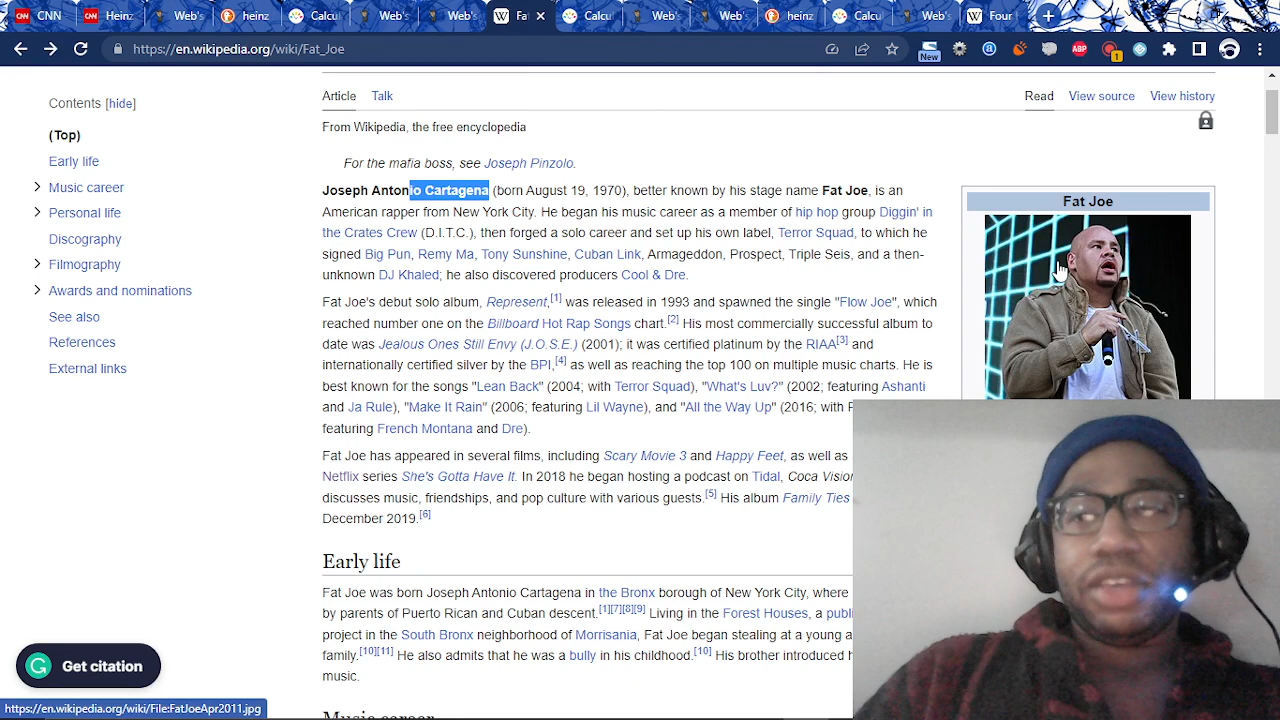 CNN
Heinz
Web's
heinz
Calcu
Web's
Web's
Fa
Calcu
Web's
Web's
heinz
Calcu
Web's
Four
https://en.wikipedia.org/wiki/Fat_Joe
New
ABP
1
Contents [hide]
(Top)
Early life
Music career
Personal life
Discography
Filmography
Awards and nominations
See also
References
External links
Article Talk Read View source View history
From Wikipedia, the free encyclopedia
For the mafia boss, see Joseph Pinzolo.
Joseph Antonio Cartagena (born August 19, 1970), better known by his stage name Fat Joe, is an
American rapper from New York City. He began his music career as a member of hip hop group Diggin' in
the Crates Crew (D.I.T.C.), then forged a solo career and set up his own label, Terror Squad, to which he
signed Big Pun, Remy Ma, Tony Sunshine, Cuban Link, Armageddon, Prospect, Triple Seis, and a then-
unknown DJ Khaled; he also discovered producers Cool & Dre.
Fat Joe's debut solo album, Represent,[1] was released in 1993 and spawned the single "Flow Joe", which
reached number one on the Billboard Hot Rap Songs chart.[2] His most commercially successful album to
date was Jealous Ones Still Envy (J.O.S.E.) (2001); it was certified platinum by the RIAA[3] and
internationally certified silver by the BPI,[4] as well as reaching the top 100 on multiple music charts. He is
best known for the songs "Lean Back" (2004; with Terror Squad), "What's Luv?" (2002; featuring Ashanti
and Ja Rule), "Make It Rain" (2006; featuring Lil Wayne), and "All the Way Up" (2016; with
featuring French Montana and Dre).
Fat Joe has appeared in several films, including Scary Movie 3 and Happy Feet, as well as
Netflix series She's Gotta Have It. In 2018 he began hosting a podcast on Tidal, Coca Vision
discusses music, friendships, and pop culture with various guests.[5] His album Family Ties
December 2019.[6]
Early life
Fat Joe was born Joseph Antonio Cartagena in the Bronx borough of New York City, where
by parents of Puerto Rican and Cuban descent.[1][7][8][9] Living in the Forest Houses, a publi
project in the South Bronx neighborhood of Morrisania, Fat Joe began stealing at a young a
family.[10][11] He also admits that he was a bully in his childhood.[10] His brother introduced h
music.
Music career
Fat Joe
Get citation
https://en.wikipedia.org/wiki/File:FatJoeApr2011.jpg